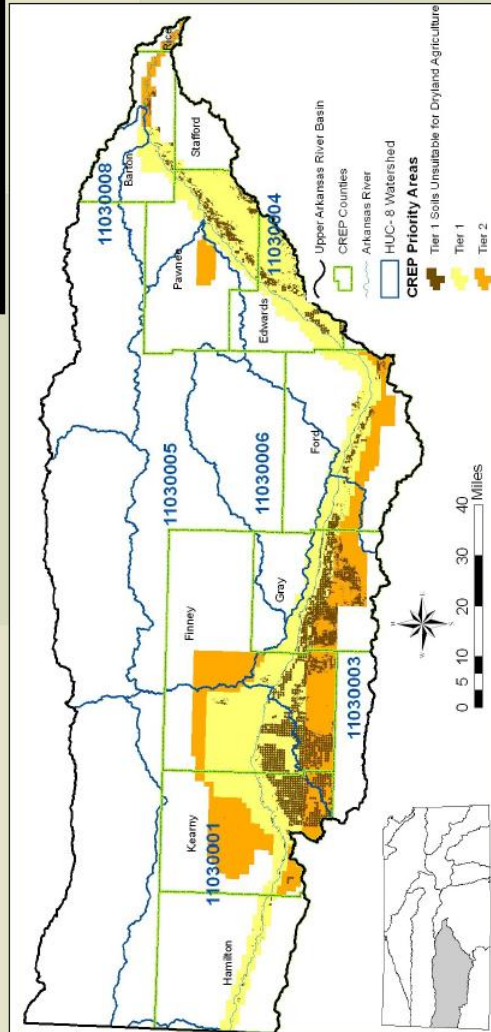 Rice
Barton
Stafford
11030008
Pawnee
11030004
Edwards
11030005
11030006
Ford
Finney
Gray
Kearny
11030003
11030001
Hamilton
Upper Arkansas River Basin
CREP Counties
Arkansas River
HUC- 8 Watershed
CREP Priority Areas
Tier 1 Soils Unsuitable for Dryland Agriculture
Tier 1
Tier 2
N
W E
S
0 5 10 20 30 40
Miles